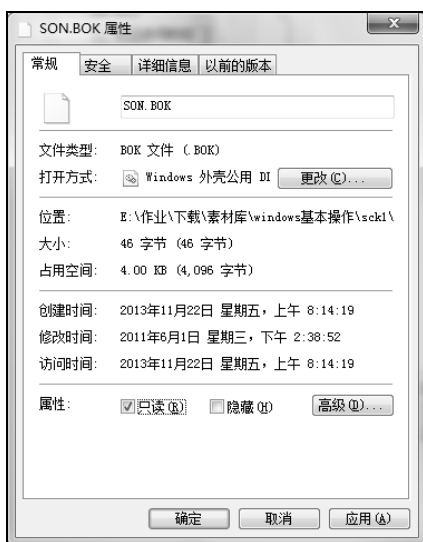 SON.BOK 属性
常规 安全 详细信息 以前的版本
SON.BOK
文件类型: BOK 文件 (.BOK)
打开方式: Windows 外壳公用 Dl 更改(C)...
位置: E:\作业\下载\素材库\windows基本操作\sck1\
大小: 46 字节 (46 字节)
占用空间: 4.00 KB (4,096 字节)
创建时间: 2013年11月22日 星期五，上午 8:14:19
修改时间: 2011年6月1日 星期三，下午 2:38:52
访问时间: 2013年11月22日 星期五，上午 8:14:19
属性: 只读(R) 隐藏(H) 高级(D)...
确定 取消 应用(A)